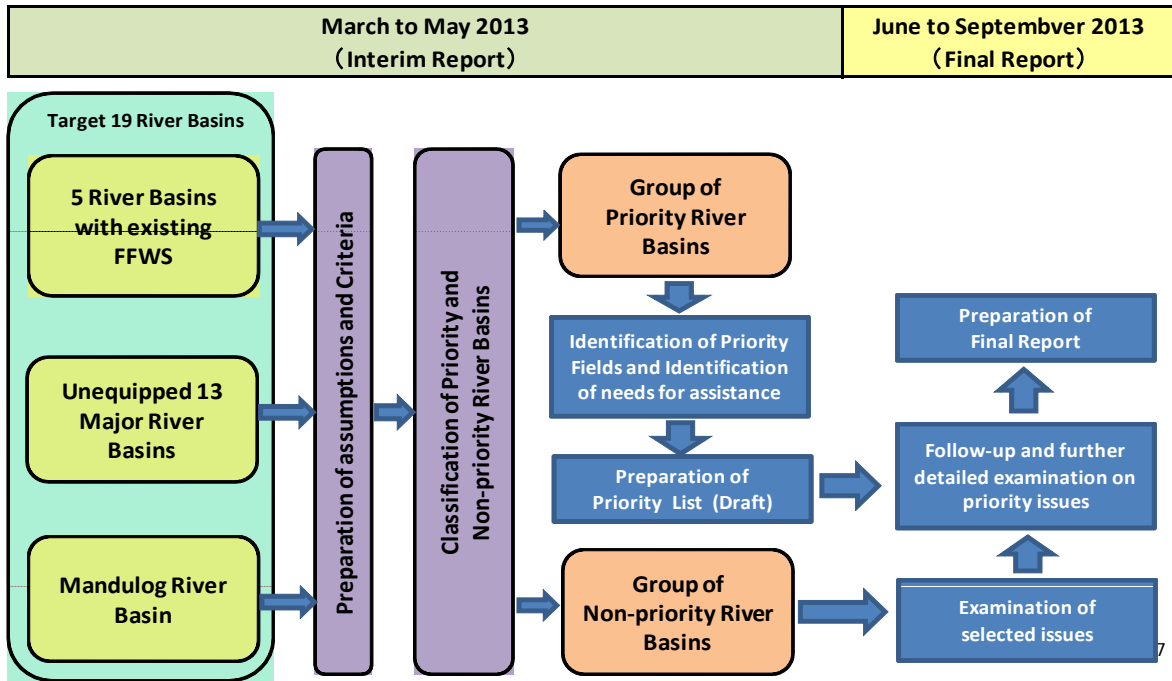 March to May 2013
（Interim Report）
June to Septembver 2013
（Final Report）
Target 19 River Basins
5 River Basins
with existing
FFWS
Unequipped 13
Major River
Basins
Mandulog River
Basin
Preparation of assumptions and Criteria
Classification of Priority and
Non-priority River Basins
Group of
Priority River
Basins
Identification of Priority
Fields and Identification
of needs for assistance
Preparation of
Priority List (Draft)
Group of
Non-priority River
Basins
Preparation of
Final Report
Follow-up and further
detailed examination on
priority issues
Examination of
selected issues
7